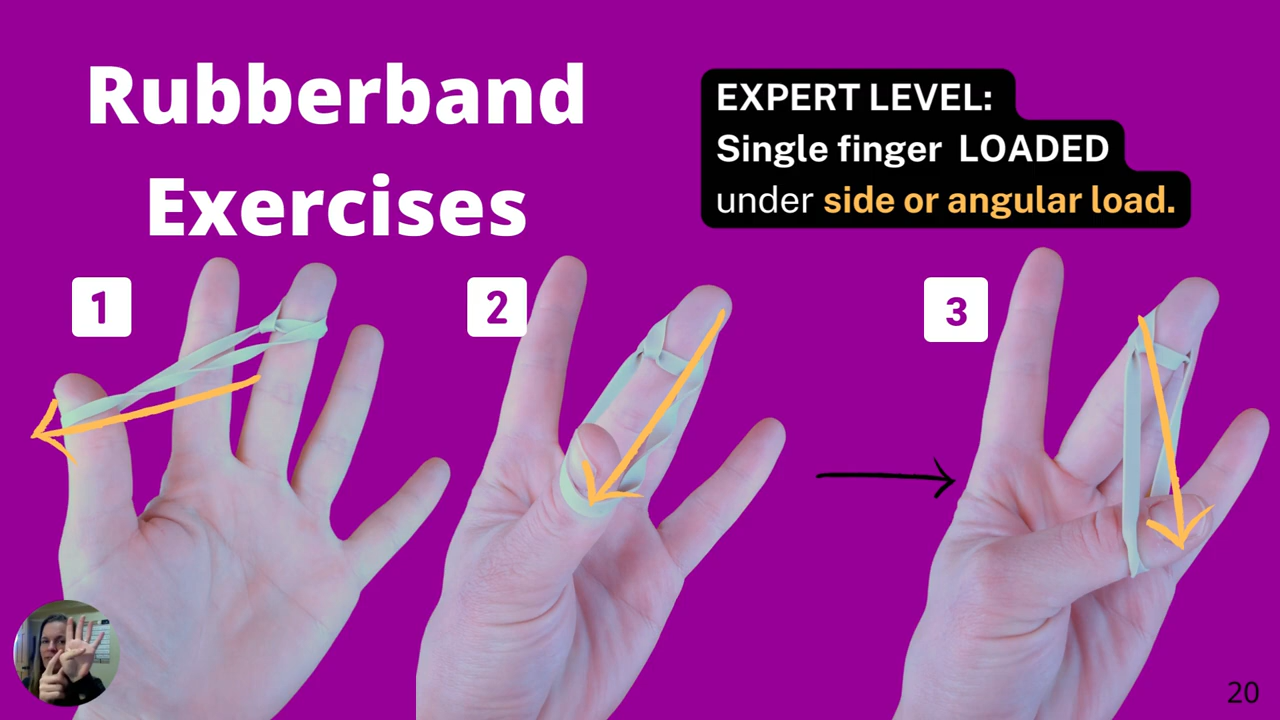 Rubberband
Exercises
EXPERT LEVEL:
Single finger LOADED
under side or angular load.
1
2
3
20